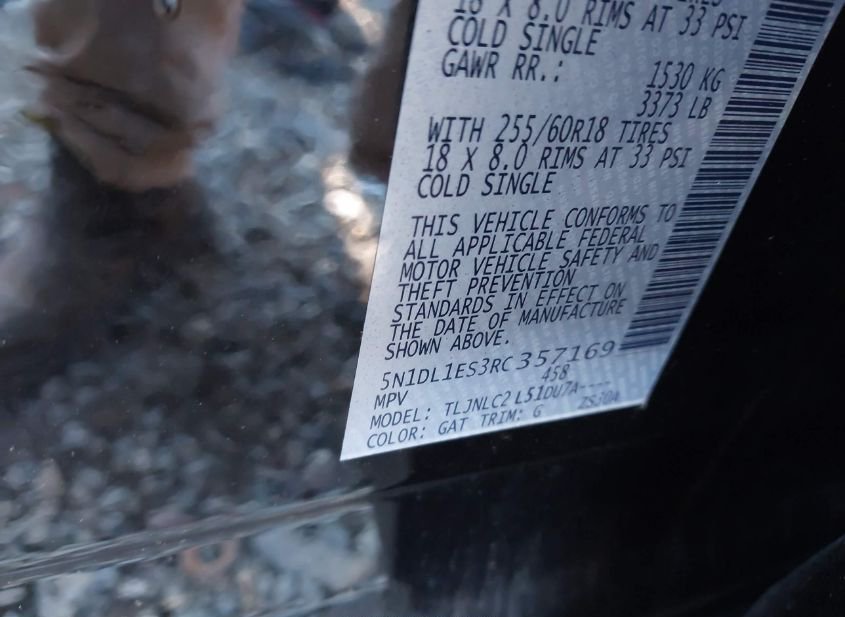 18 X 8.0 RIMS AT 33 PSI
COLD SINGLE
GAWR RR.: 1530 KG
3373 LB
WITH 255/60R18 TIRES
18 X 8.0 RIMS AT 33 PSI
COLD SINGLE
THIS VEHICLE CONFORMS TO
ALL APPLICABLE FEDERAL
MOTOR VEHICLE SAFETY AND
THEFT PREVENTION
STANDARDS IN EFFECT ON
THE DATE OF MANUFACTURE
SHOWN ABOVE.
5N1DL1ES3RC357169
MPV 458
MODEL: TLJNLC2 L51DU7A----
COLOR: GAT TRIM: G